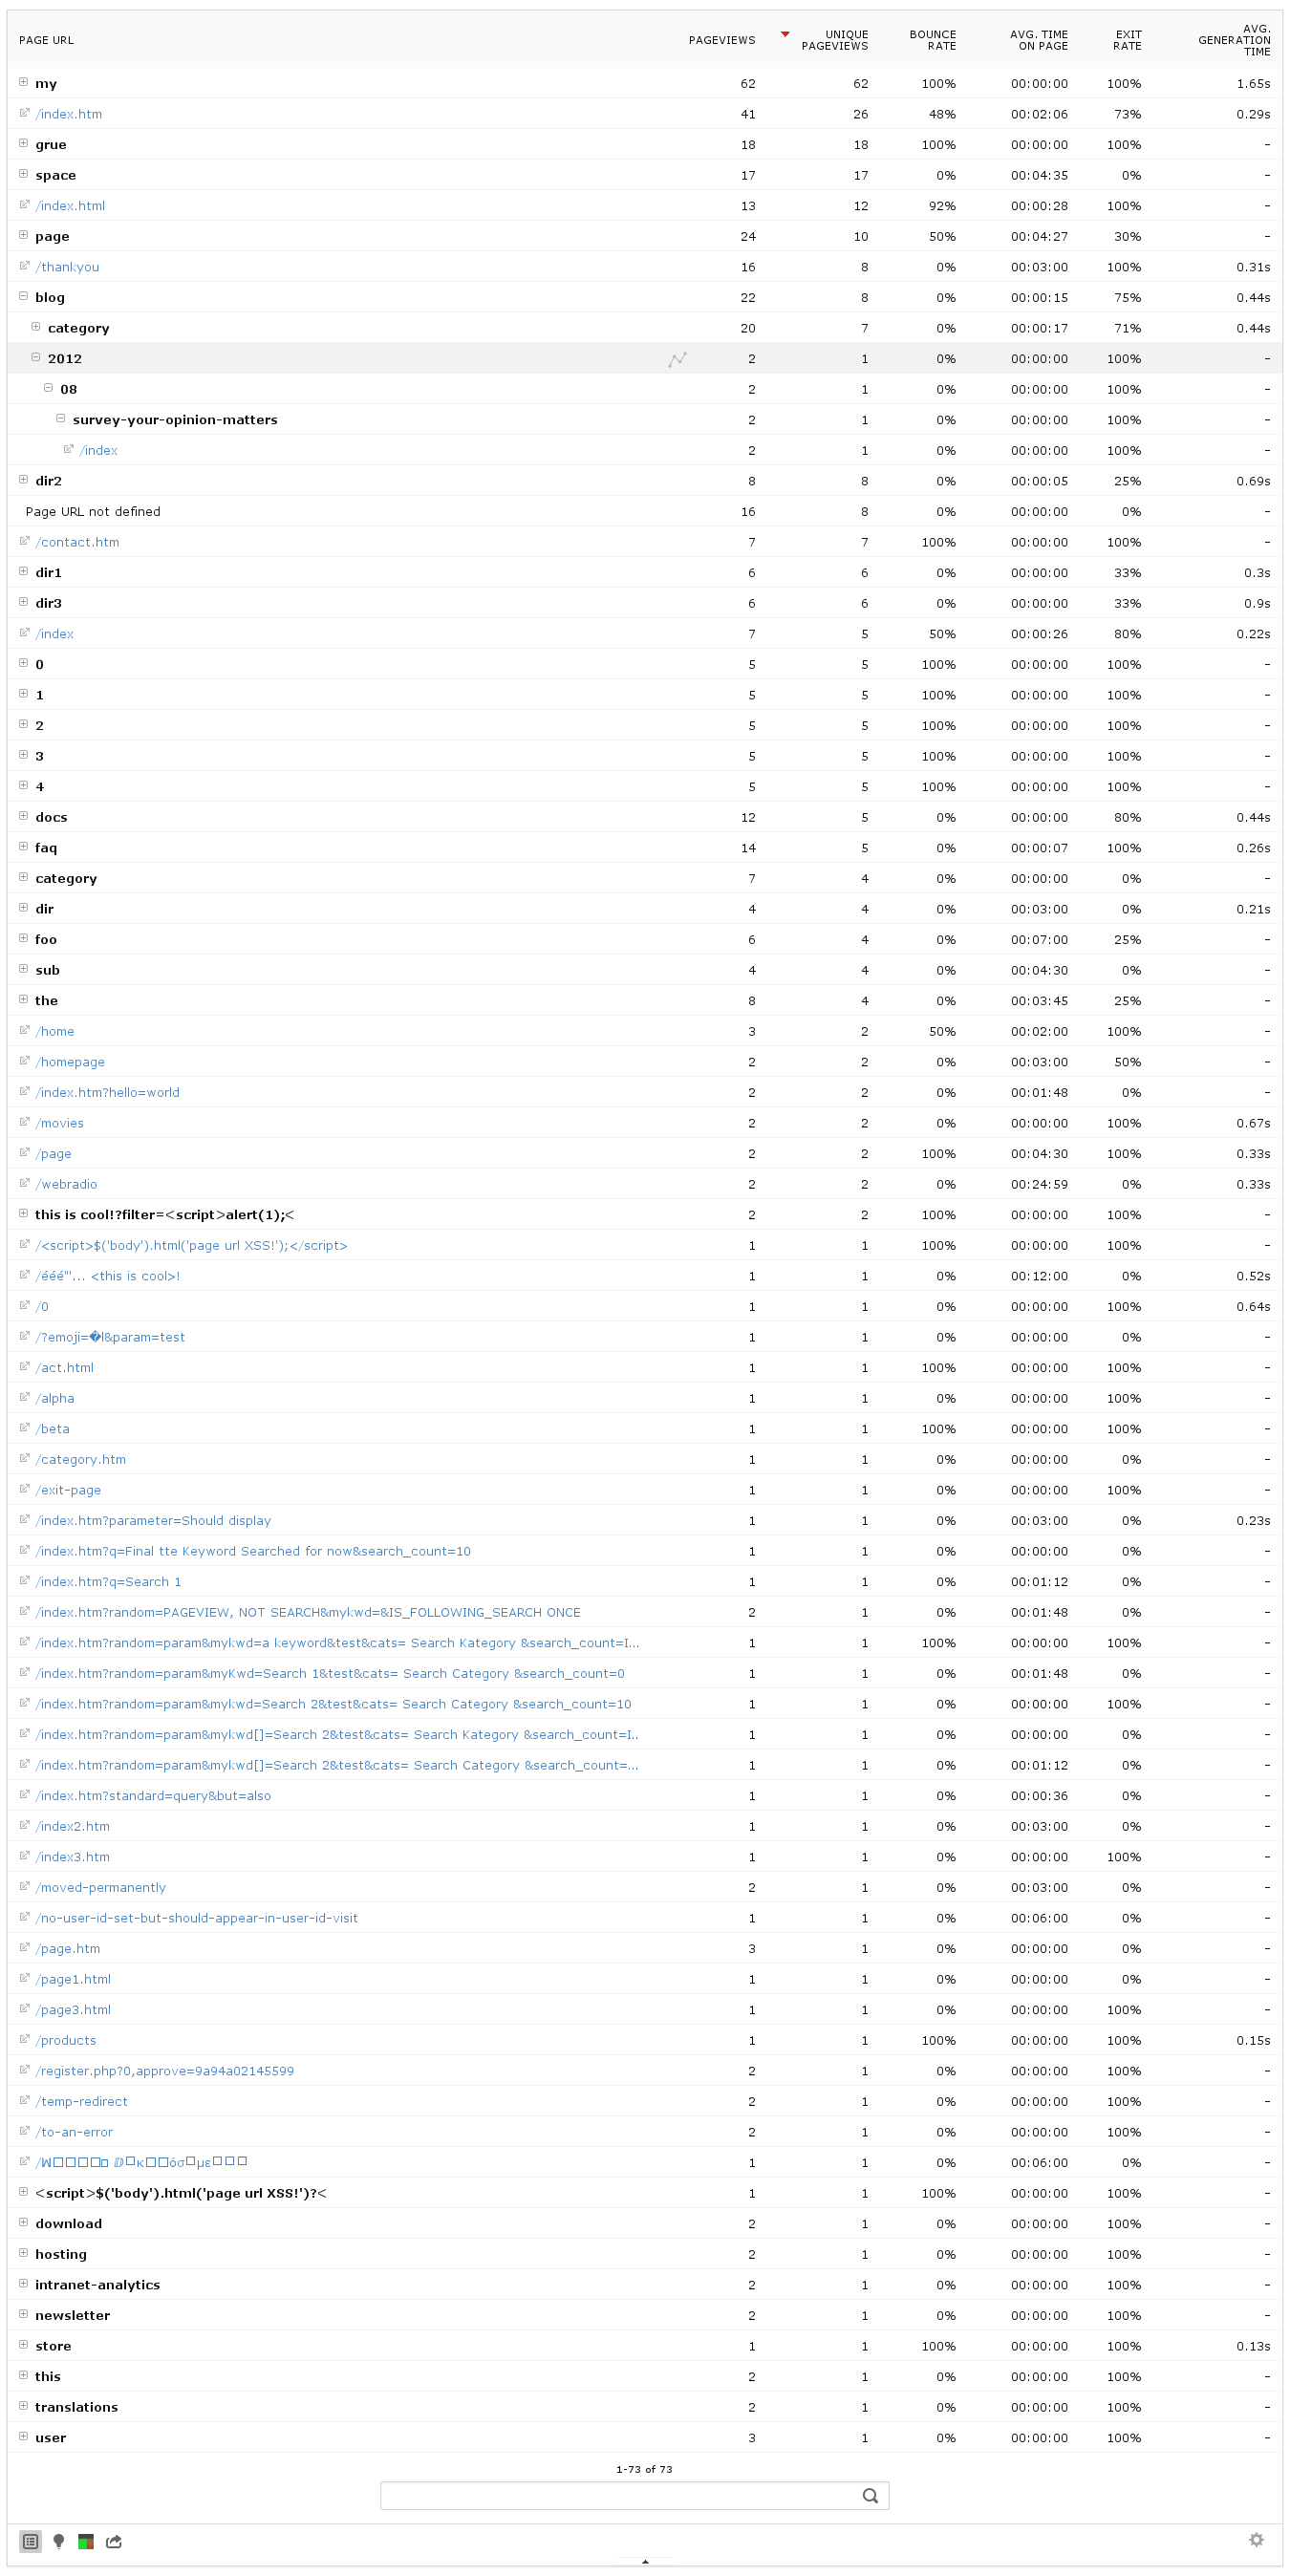 PAGE URL PAGEVIEWS UNIQUE PAGEVIEWS BOUNCE RATE AVG. TIME ON PAGE EXIT RATE AVG. GENERATION TIME
my 62 62 100% 00:00:00 100% 1.65s
/index.htm 41 26 48% 00:02:06 73% 0.29s
grue 18 18 100% 00:00:00 100% -
space 17 17 0% 00:04:35 0% -
/index.html 13 12 92% 00:00:28 100% -
page 24 10 50% 00:04:27 30% -
/thankyou 16 8 0% 00:03:00 100% 0.31s
blog 22 8 0% 00:00:15 75% 0.44s
category 20 7 0% 00:00:17 71% 0.44s
2012 2 1 0% 00:00:00 100% -
08 2 1 0% 00:00:00 100% -
survey-your-opinion-matters 2 1 0% 00:00:00 100% -
/index 2 1 0% 00:00:00 100% -
dir2 8 8 0% 00:00:05 25% 0.69s
Page URL not defined 16 8 0% 00:00:00 0% -
/contact.htm 7 7 100% 00:00:00 100% -
dir1 6 6 0% 00:00:00 33% 0.3s
dir3 6 6 0% 00:00:00 33% 0.9s
/index 7 5 50% 00:00:26 80% 0.22s
0 5 5 100% 00:00:00 100% -
1 5 5 100% 00:00:00 100% -
2 5 5 100% 00:00:00 100% -
3 5 5 100% 00:00:00 100% -
4 5 5 100% 00:00:00 100% -
docs 12 5 0% 00:00:00 80% 0.44s
faq 14 5 0% 00:00:07 100% 0.26s
category 7 4 0% 00:00:00 0% -
dir 4 4 0% 00:03:00 0% 0.21s
foo 6 4 0% 00:07:00 25% -
sub 4 4 0% 00:04:30 0% -
the 8 4 0% 00:03:45 25% -
/home 3 2 50% 00:02:00 100% -
/homepage 2 2 0% 00:03:00 50% -
/index.htm?hello=world 2 2 0% 00:01:48 0% -
/movies 2 2 0% 00:00:00 100% 0.67s
/page 2 2 100% 00:04:30 100% 0.33s
/webradio 2 2 0% 00:24:59 0% 0.33s
this is cool!?filter=<script>alert(1);< 2 2 100% 00:00:00 100% -
/<script>$('body').html('page url XSS!');</script> 1 1 100% 00:00:00 100% -
/ééé"'... <this is cool>! 1 1 0% 00:12:00 0% 0.52s
/0 1 1 0% 00:00:00 100% 0.64s
/?emoji=�l&param=test 1 1 0% 00:00:00 0% -
/act.html 1 1 100% 00:00:00 100% -
/alpha 1 1 0% 00:00:00 100% -
/beta 1 1 100% 00:00:00 100% -
/category.htm 1 1 0% 00:00:00 0% -
/exit-page 1 1 0% 00:00:00 100% -
/index.htm?parameter=Should display 1 1 0% 00:03:00 0% 0.23s
/index.htm?q=Final tte Keyword Searched for now&search_count=10 1 1 0% 00:00:00 0% -
/index.htm?q=Search 1 1 1 0% 00:01:12 0% -
/index.htm?random=PAGEVIEW, NOT SEARCH&mykwd=&IS_FOLLOWING_SEARCH ONCE 2 1 0% 00:01:48 0% -
/index.htm?random=param&mykwd=a keyword&test&cats= Search Kategory &search_count=I... 1 1 100% 00:00:00 100% -
/index.htm?random=param&myKwd=Search 1&test&cats= Search Category &search_count=0 1 1 0% 00:01:48 0% -
/index.htm?random=param&mykwd=Search 2&test&cats= Search Category &search_count=10 1 1 0% 00:00:00 100% -
/index.htm?random=param&mykwd[]=Search 2&test&cats= Search Kategory &search_count=I.. 1 1 0% 00:00:00 0% -
/index.htm?random=param&mykwd[]=Search 2&test&cats= Search Category &search_count=... 1 1 0% 00:01:12 0% -
/index.htm?standard=query&but=also 1 1 0% 00:00:36 0% -
/index2.htm 1 1 0% 00:03:00 0% -
/index3.htm 1 1 0% 00:00:00 100% -
/moved-permanently 2 1 0% 00:03:00 0% -
/no-user-id-set-but-should-appear-in-user-id-visit 1 1 0% 00:06:00 0% -
/page.htm 3 1 0% 00:00:00 0% -
/page1.html 1 1 0% 00:00:00 0% -
/page3.html 1 1 0% 00:00:00 100% -
/products 1 1 100% 00:00:00 100% 0.15s
/register.php?0,approve=9a94a02145599 2 1 0% 00:00:00 100% -
/temp-redirect 2 1 0% 00:00:00 100% -
/to-an-error 2 1 0% 00:00:00 100% -
1 1 0% 00:06:00 0% -
<script>$('body').html('page url XSS!')?< 1 1 100% 00:00:00 100% -
download 2 1 0% 00:00:00 100% -
hosting 2 1 0% 00:00:00 100% -
intranet-analytics 2 1 0% 00:00:00 100% -
newsletter 2 1 0% 00:00:00 100% -
store 1 1 100% 00:00:00 100% 0.13s
this 2 1 0% 00:00:00 100% -
translations 2 1 0% 00:00:00 100% -
user 3 1 0% 00:00:00 100% -
1-73 of 73